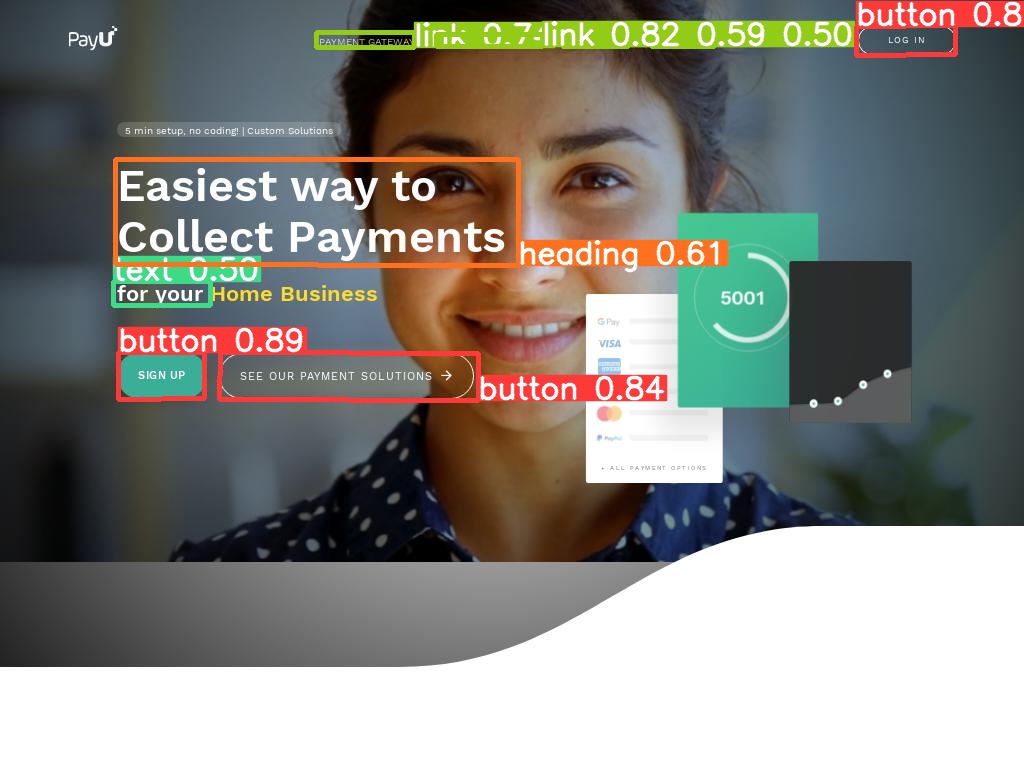 PayU
PAYMENT GATEWAY
link 0.7
link 0.82 0.59 0.50
button 0.8
LOG IN
5 min setup, no coding! | Custom Solutions
Easiest way to
Collect Payments
heading 0.61
text 0.50
for your Home Business
button 0.89
SIGN UP
SEE OUR PAYMENT SOLUTIONS →
button 0.84
5001
G Pay
VISA
PayPal
+ ALL PAYMENT OPTIONS